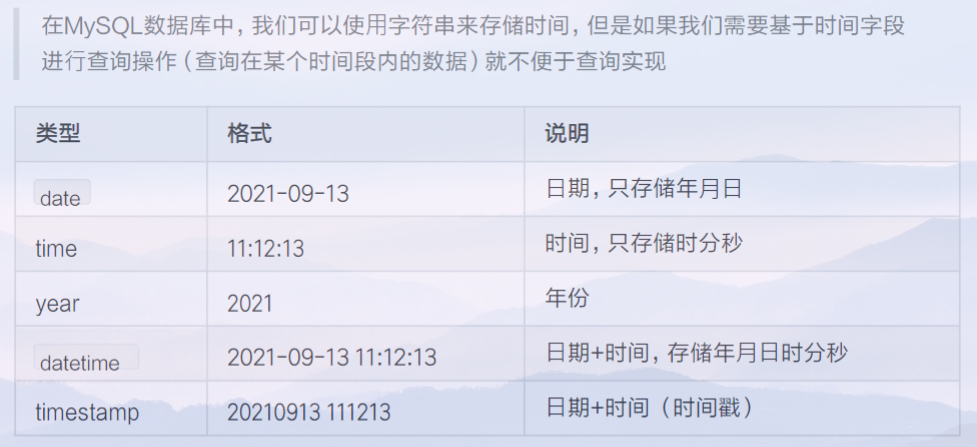 在MySQL数据库中，我们可以使用字符串来存储时间，但是如果我们需要基于时间字段
进行查询操作（查询在某个时间段内的数据）就不便于查询实现
类型 格式 说明
date 2021-09-13 日期，只存储年月日
time 11:12:13 时间，只存储时分秒
year 2021 年份
datetime 2021-09-13 11:12:13 日期+时间，存储年月日时分秒
timestamp 20210913 111213 日期+时间（时间戳）